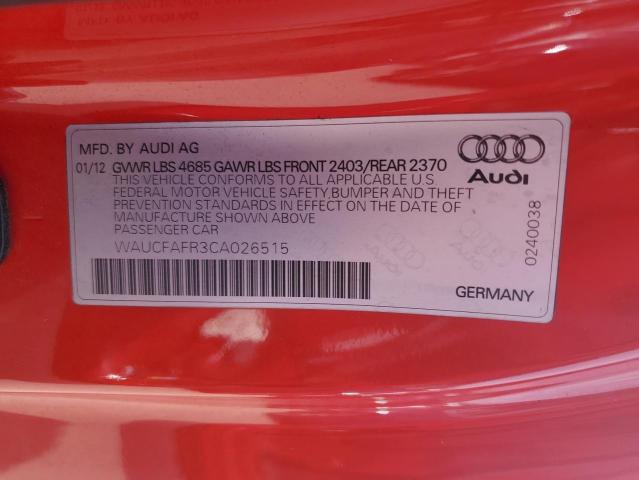 MFD. BY AUDI AG
01/12 GVWR LBS 4685 GAWR LBS FRONT 2403/REAR 2370
THIS VEHICLE CONFORMS TO ALL APPLICABLE U.S.
FEDERAL MOTOR VEHICLE SAFETY,BUMPER AND THEFT
PREVENTION STANDARDS IN EFFECT ON THE DATE OF
MANUFACTURE SHOWN ABOVE
PASSENGER CAR
WAUCFAFR3CA026515
Audi
0240038
GERMANY